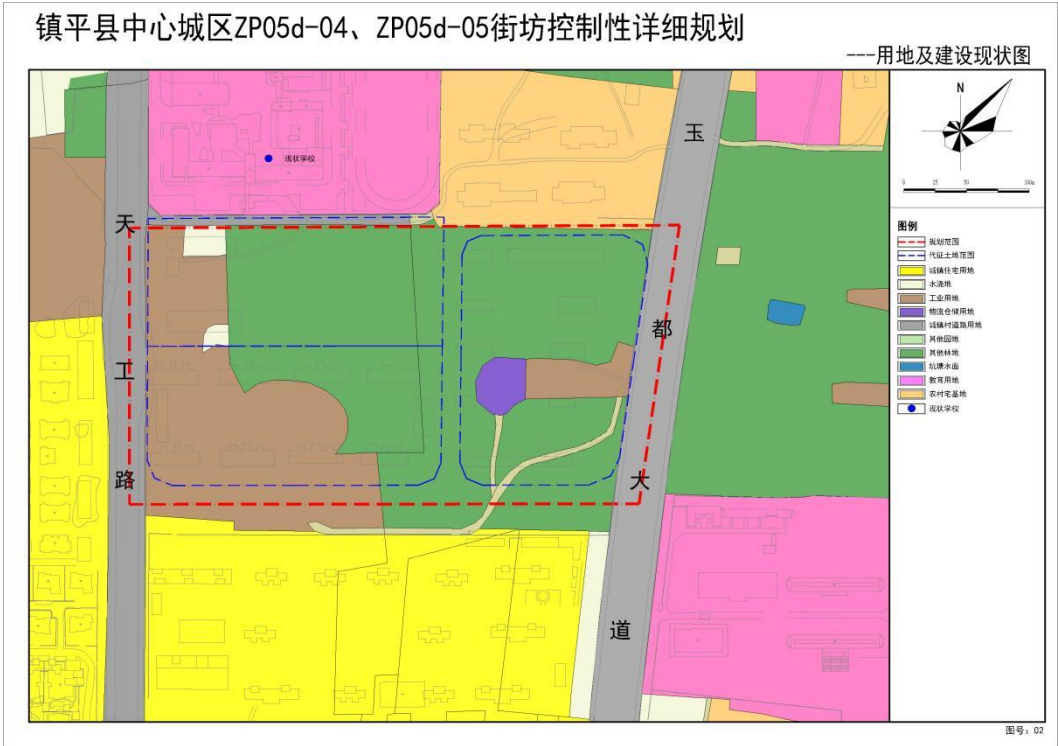 镇平县中心城区ZP05d-04、ZP05d-05街坊控制性详细规划
---用地及建设现状图
现状学校
天工路
玉都大道
N
0
25
50
100m
图例
规划范围
代征土地范围
城镇住宅用地
水浇地
工业用地
物流仓储用地
城镇村道路用地
其他园地
其他林地
坑塘水面
教育用地
农村宅基地
现状学校
图号：02